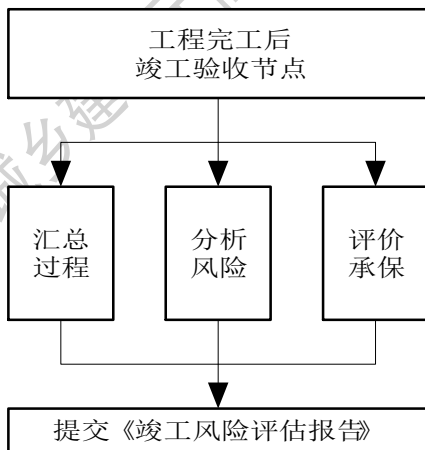 工程完工后
竣工验收节点
汇总
过程
分析
风险
评价
承保
提交《竣工风险评估报告》